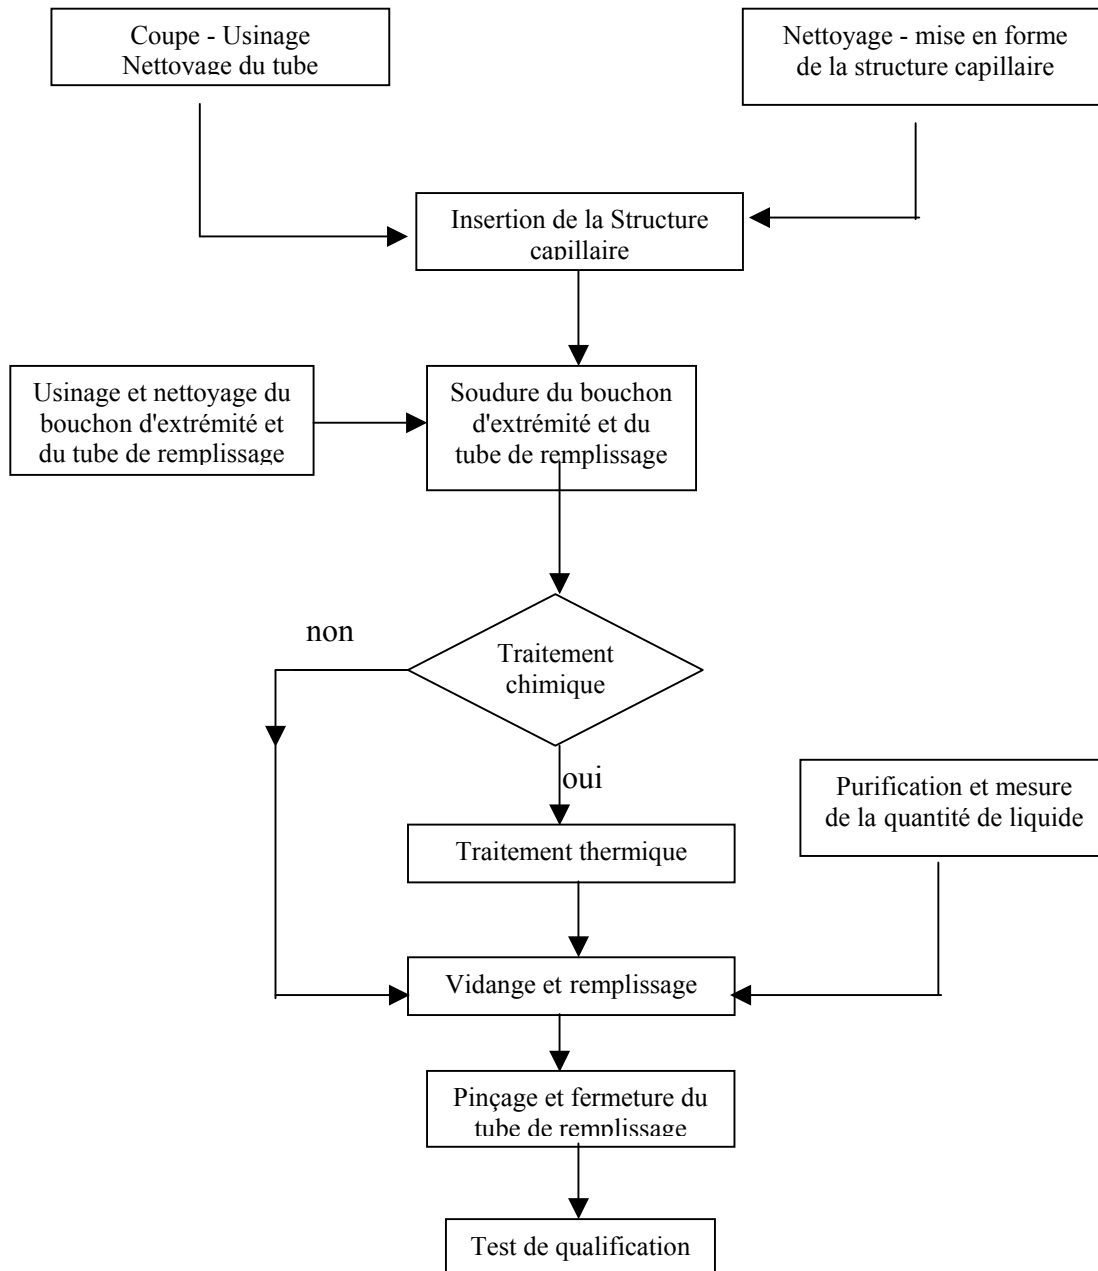 Coupe - Usinage
Nettoyage du tube
Nettoyage - mise en forme
de la structure capillaire
Insertion de la Structure
capillaire
Usinage et nettoyage du
bouchon d'extrémité et
du tube de remplissage
Soudure du bouchon
d'extrémité et du
tube de remplissage
non
Traitement
chimique
oui
Purification et mesure
de la quantité de liquide
Traitement thermique
Vidange et remplissage
Pinçage et fermeture du
tube de remplissage
Test de qualification